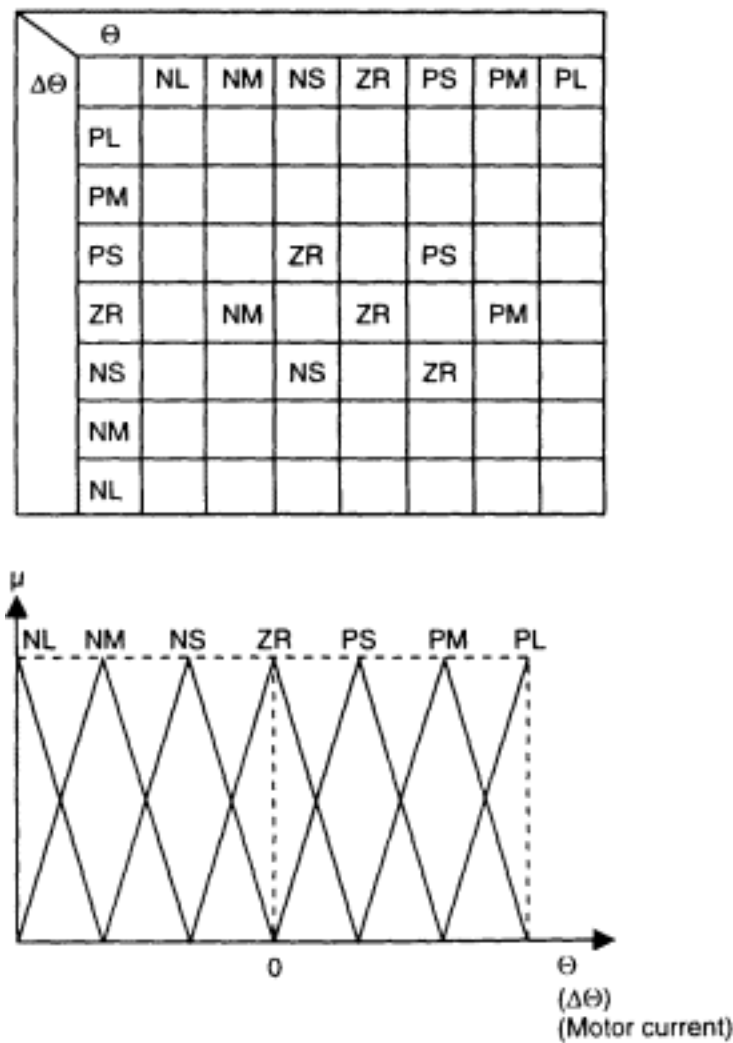 Θ
ΔΘ NL NM NS ZR PS PM PL
PL
PM
PS ZR PS
ZR NM ZR PM
NS NS ZR
NM
NL
μ
NL NM NS ZR PS PM PL
0 Θ
(ΔΘ)
(Motor current)